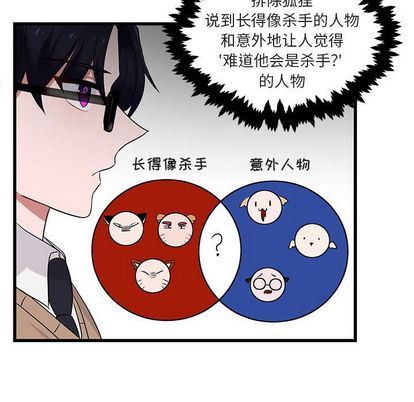 排除狐狸
说到长得像杀手的人物
和意外地让人觉得
'难道他会是杀手?'
的人物
长得像杀手
意外人物
?